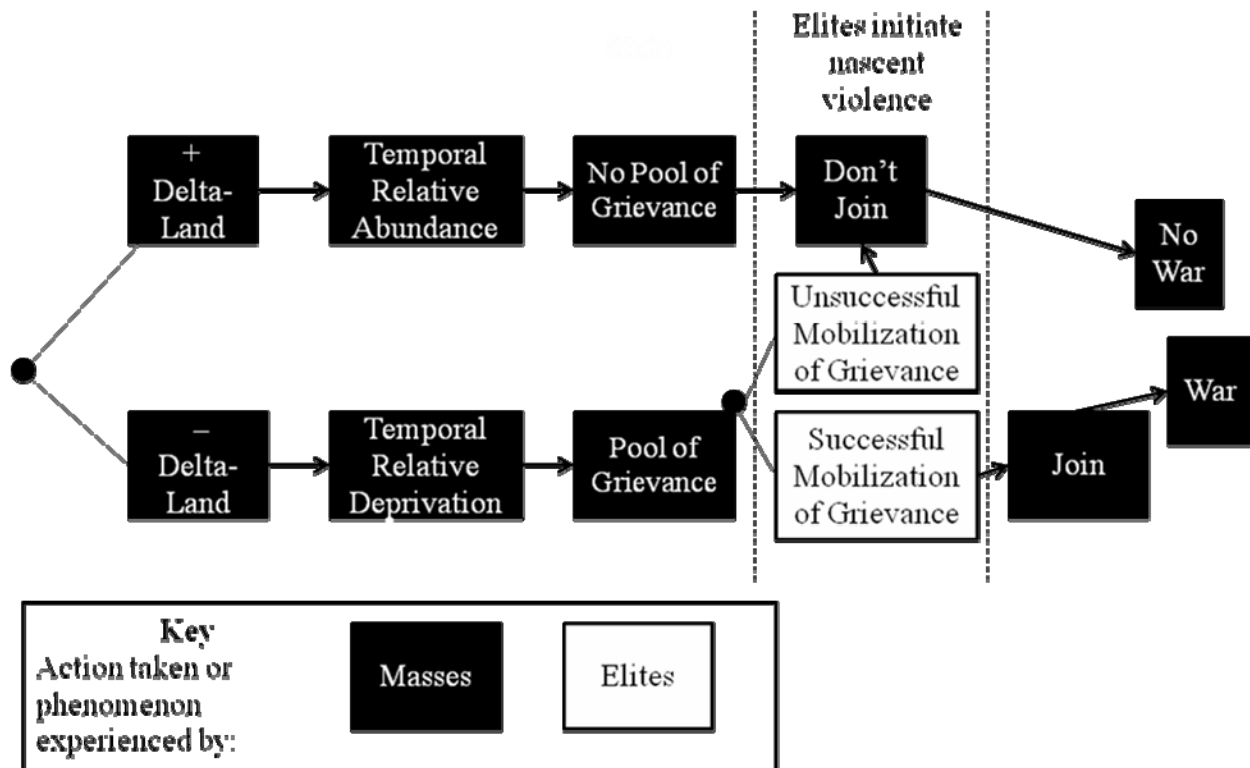 Elites initiate
nascent
violence
+
Delta-
Land
Temporal
Relative
Abundance
No Pool of
Grievance
Don't
Join
No
War
Unsuccessful
Mobilization
of Grievance
War
–
Delta-
Land
Temporal
Relative
Deprivation
Pool of
Grievance
Successful
Mobilization
of Grievance
Join
Key
Action taken or
phenomenon
experienced by:
Masses
Elites